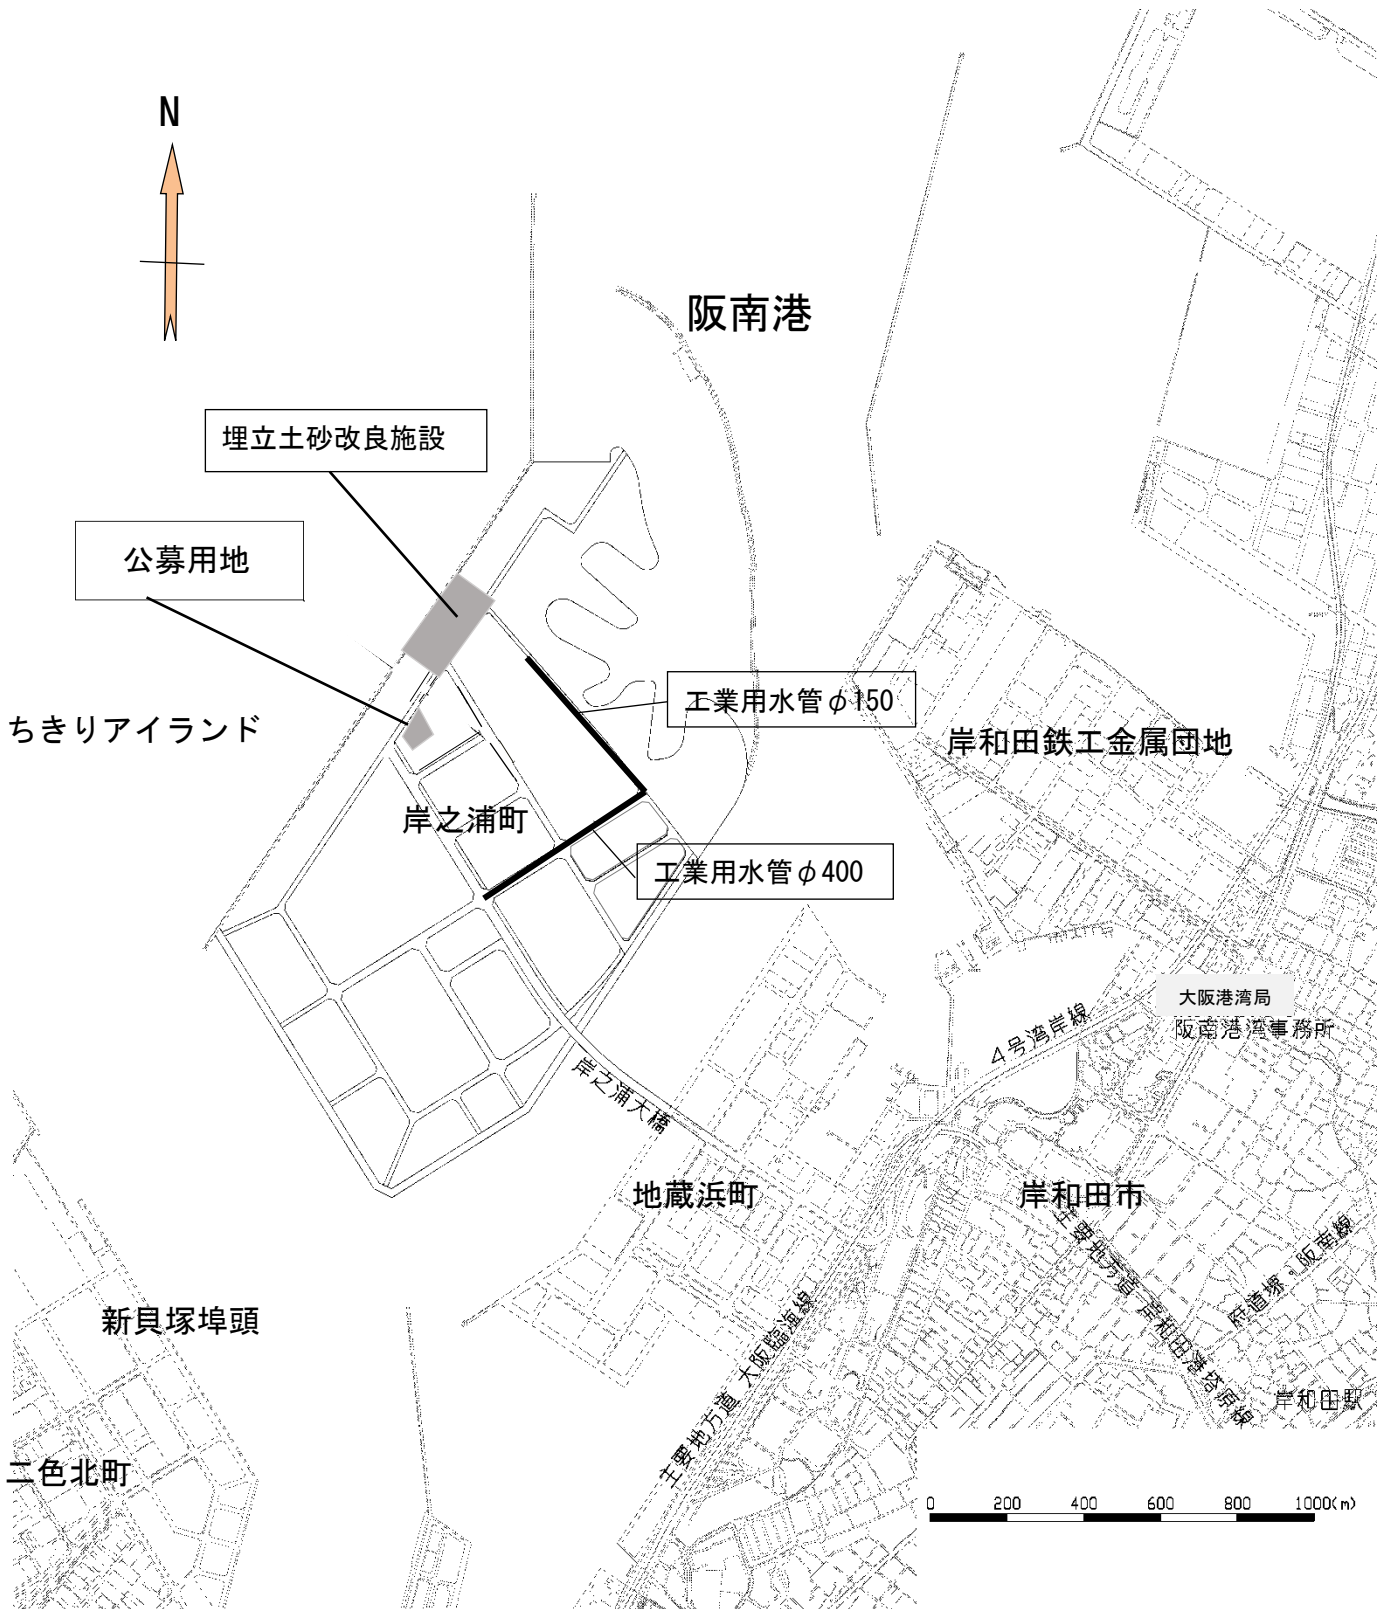 N
阪南港
埋立土砂改良施設
公募用地
工業用水管φ150
ちきりアイランド
岸和田鉄工金属団地
岸之浦町
工業用水管φ400
大阪港湾局
阪南港湾事務所
4号湾岸線
岸之浦大橋
地蔵浜町
岸和田市
主要地方道 岸和田港塔原線
府道堺・阪南線
主要地方道 大阪臨海線
新貝塚埠頭
岸和田駅
二色北町
0 200 400 600 800 1000(m)